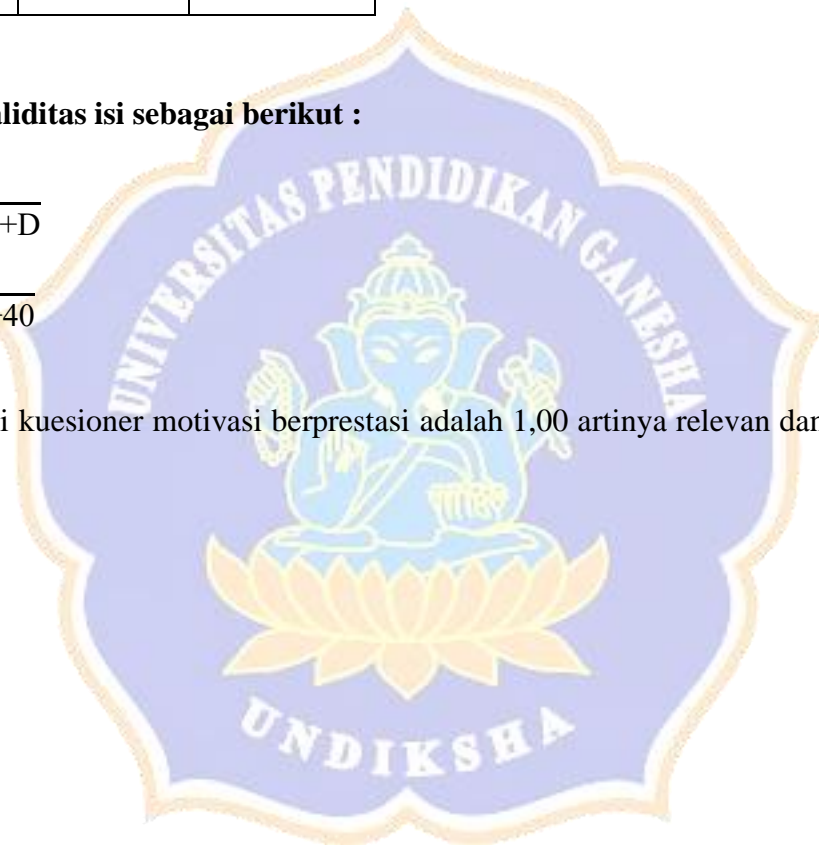 aliditas isi sebagai berikut :
+D
40
i kuesioner motivasi berprestasi adalah 1,00 artinya relevan dan
UNIVERSITAS PENDIDIKAN GANESHA
UNDIKSHA